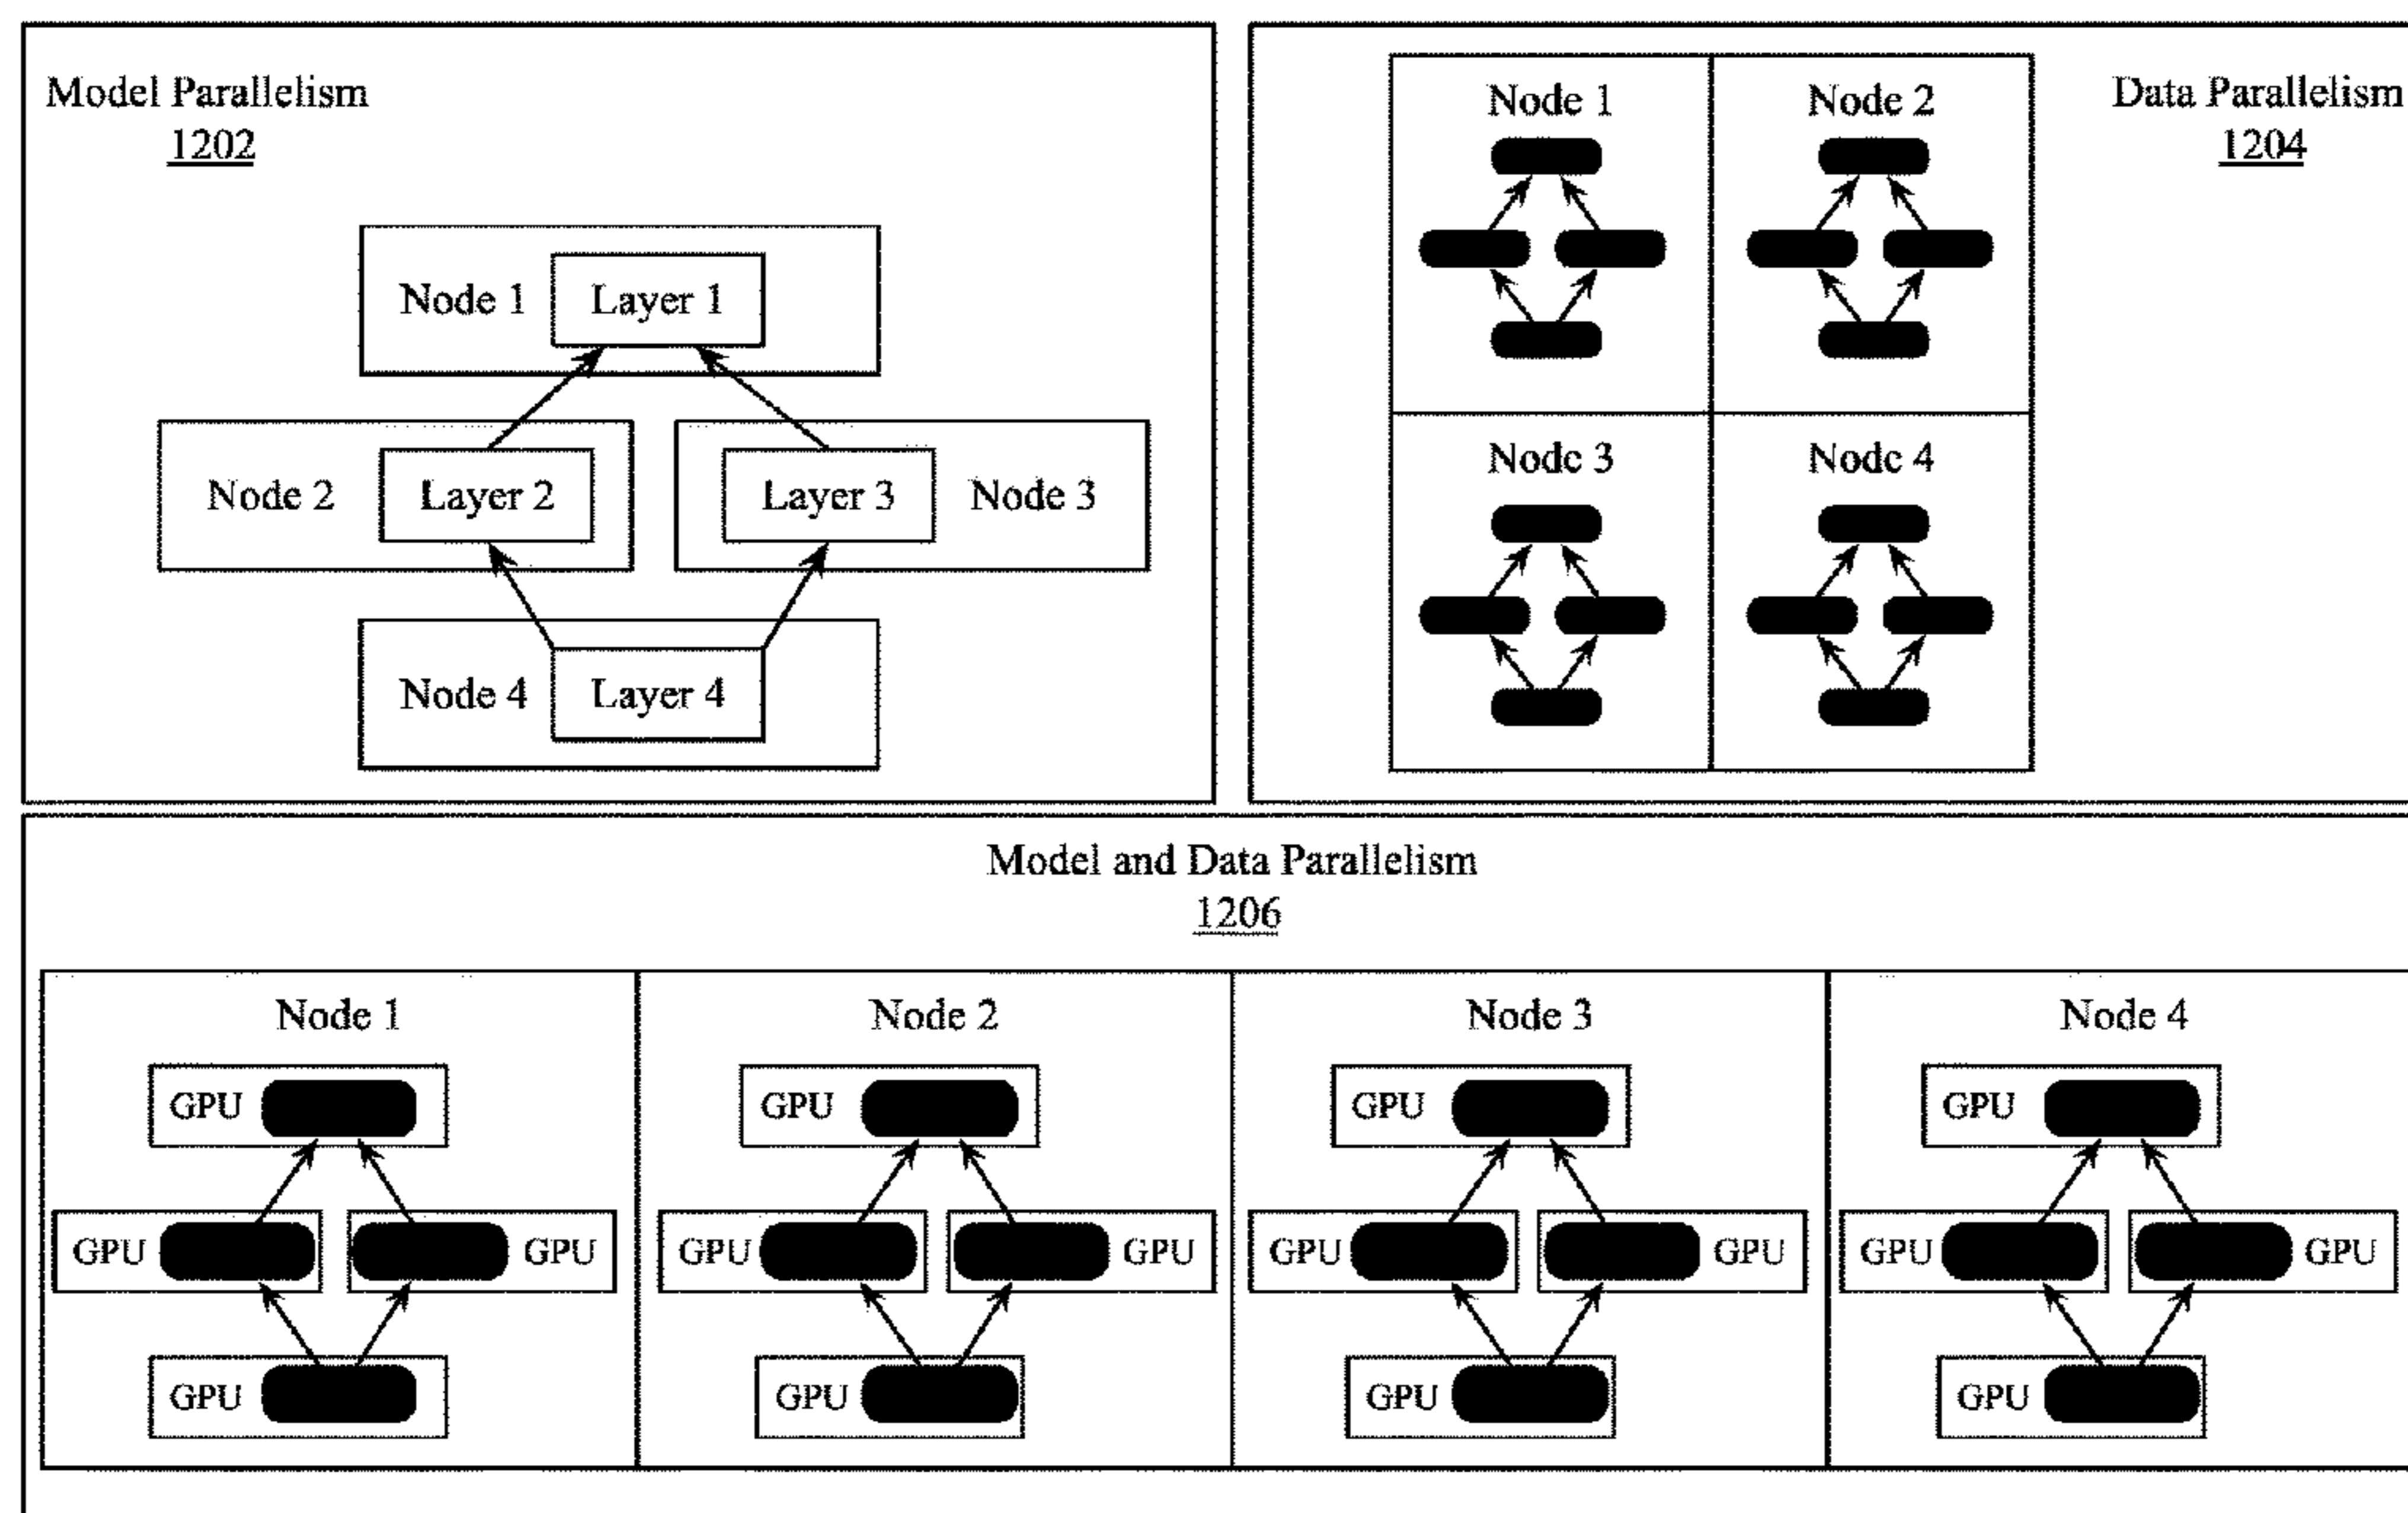 Model Parallelism
1202
Node 1 Layer 1
Node 2 Layer 2
Layer 3 Node 3
Node 4 Layer 4
Data Parallelism
1204
Node 1
Node 2
Node 3
Node 4
Model and Data Parallelism
1206
Node 1
GPU
GPU
GPU
GPU
Node 2
GPU
GPU
GPU
GPU
Node 3
GPU
GPU
GPU
GPU
Node 4
GPU
GPU
GPU
GPU